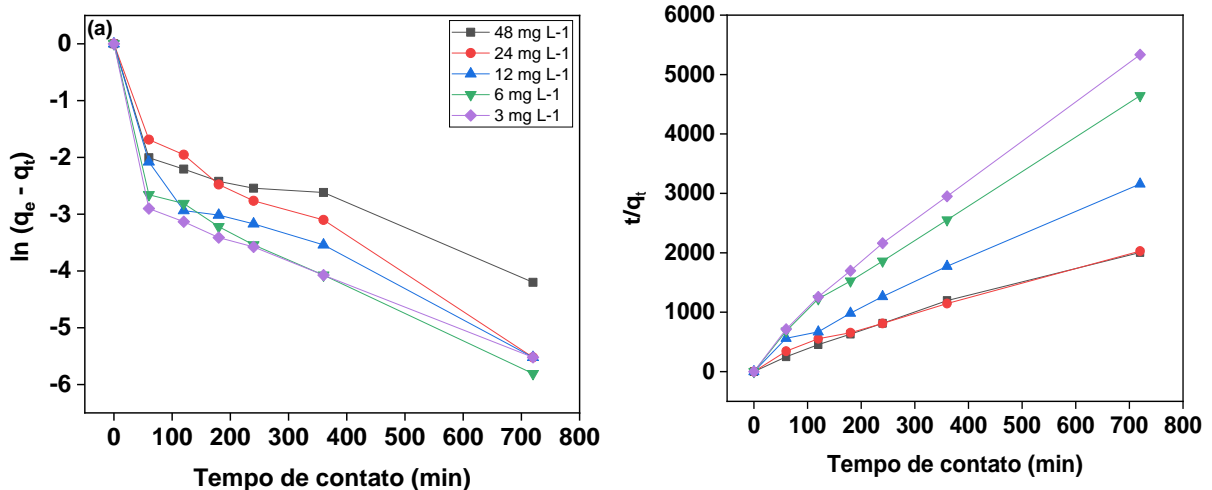 (a)
48 mg L-1
24 mg L-1
12 mg L-1
6 mg L-1
3 mg L-1
0
-1
-2
-3
-4
-5
-6
ln (qₑ - qₜ)
0 100 200 300 400 500 600 700 800
Tempo de contato (min)
6000
5000
4000
3000
2000
1000
0
t/qₜ
0 100 200 300 400 500 600 700 800
Tempo de contato (min)